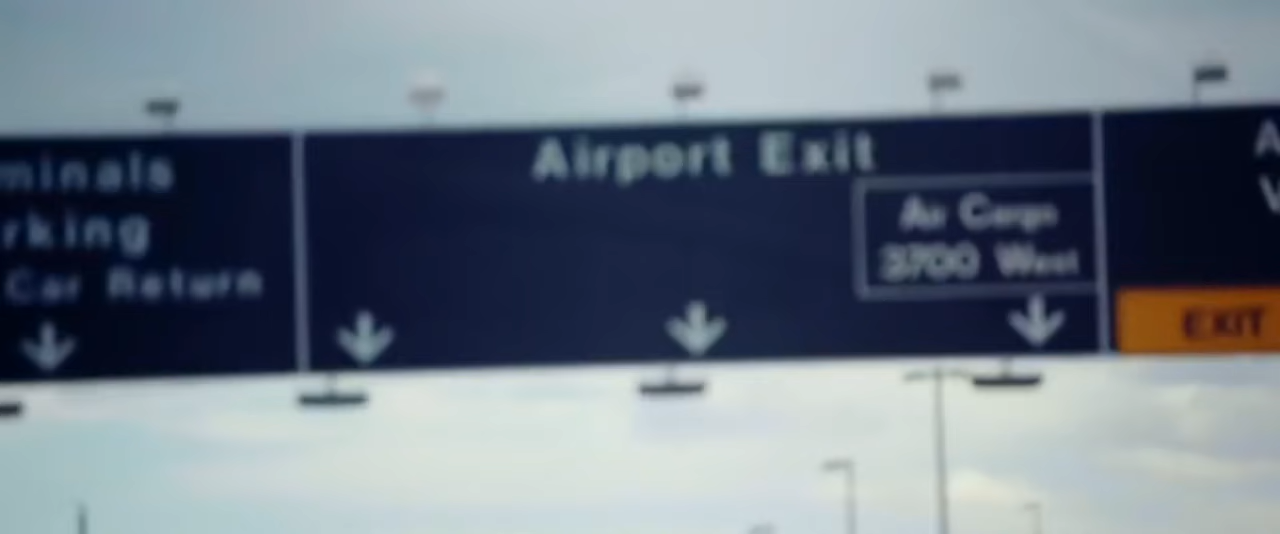 minals
rking
Car Return
Airport Exit
Air Cargo
3700 West
EXIT